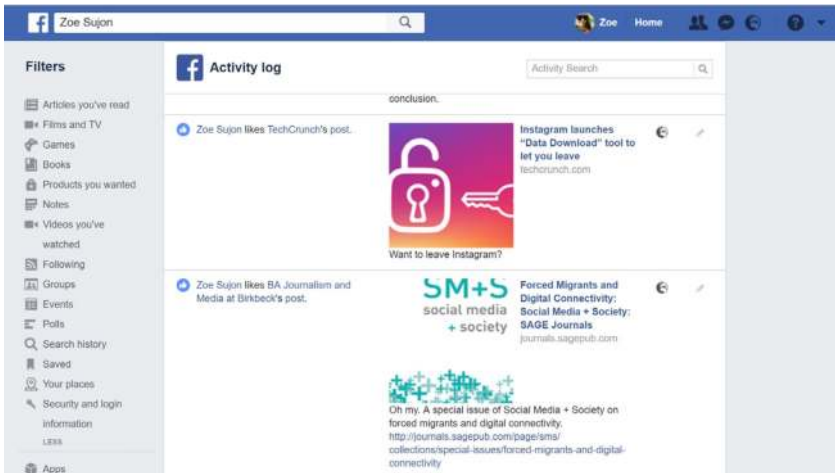 Zoe Sujon
Zoe Home
Filters
Activity log
Activity Search
Articles you've read
Films and TV
Games
Books
Products you wanted
Notes
Videos you've
watched
Following
Groups
Events
Polls
Search history
Saved
Your places
Security and login
information
LESS
Apps
conclusion.
Zoe Sujon likes TechCrunch's post.
Instagram launches
"Data Download" tool to
let you leave
techcrunch.com
Want to leave Instagram?
Zoe Sujon likes BA Journalism and
Media at Birkbeck's post.
SM+S
social media
+ society
Forced Migrants and
Digital Connectivity:
Social Media + Society:
SAGE Journals
journals.sagepub.com
Oh my. A special issue of Social Media + Society on
forced migrants and digital connectivity.
http://journals.sagepub.com/page/sms/
collections/special-issues/forced-migrants-and-digital-
connectivity